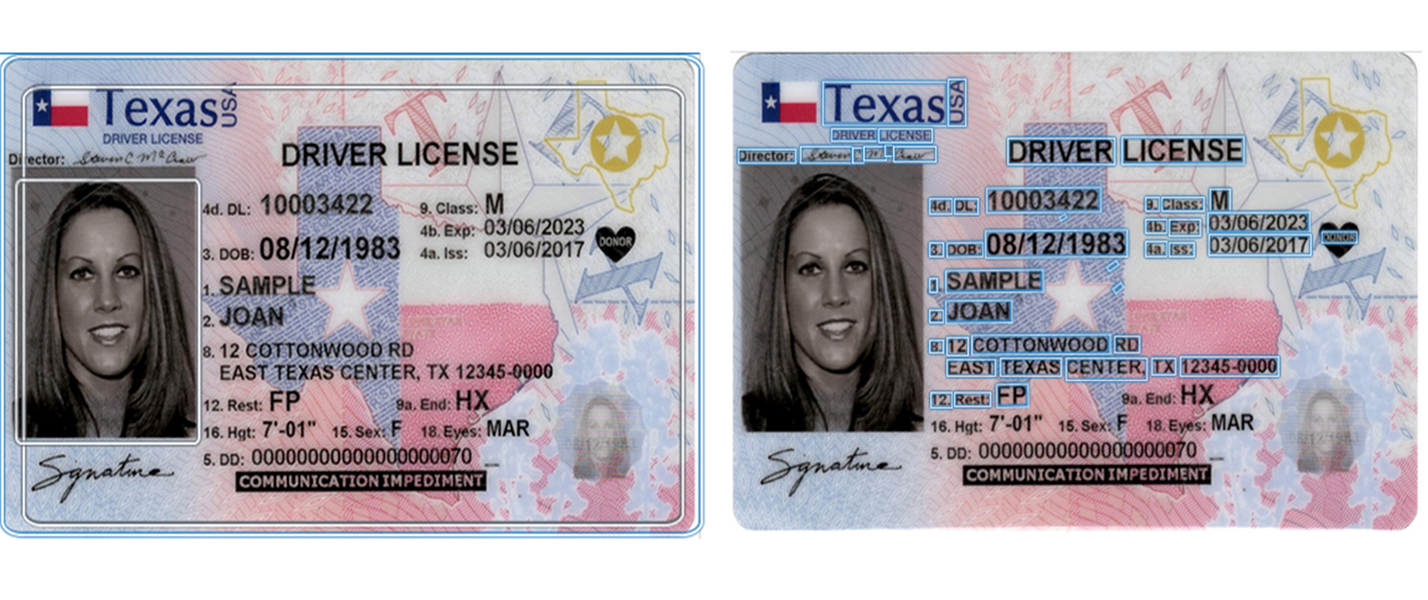 Texas USA
DRIVER LICENSE
Director:
DRIVER LICENSE
4d. DL: 10003422
9. Class: M
4b. Exp: 03/06/2023
3. DOB: 08/12/1983
4a. Iss: 03/06/2017
DONOR
1. SAMPLE
2. JOAN
8. 12 COTTONWOOD RD
EAST TEXAS CENTER, TX 12345-0000
12. Rest: FP
9a. End: HX
16. Hgt: 7'-01" 15. Sex: F 18. Eyes: MAR
5. DD: 00000000000000000070
COMMUNICATION IMPEDIMENT
Signature
Texas USA
DRIVER LICENSE
Director:
DRIVER LICENSE
4d. DL: 10003422
9. Class: M
4b. Exp: 03/06/2023
3. DOB: 08/12/1983
4a. Iss: 03/06/2017
DONOR
1. SAMPLE
2. JOAN
8. 12 COTTONWOOD RD
EAST TEXAS CENTER, TX 12345-0000
12. Rest: FP
9a. End: HX
16. Hgt: 7'-01" 15. Sex: F 18. Eyes: MAR
5. DD: 00000000000000000070
COMMUNICATION IMPEDIMENT
Signature